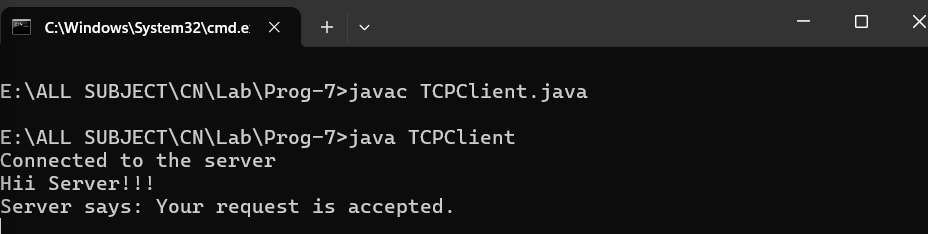 C:\Windows\System32\cmd.e
E:\ALL SUBJECT\CN\Lab\Prog-7>javac TCPClient.java
E:\ALL SUBJECT\CN\Lab\Prog-7>java TCPClient
Connected to the server
Hii Server!!!
Server says: Your request is accepted.